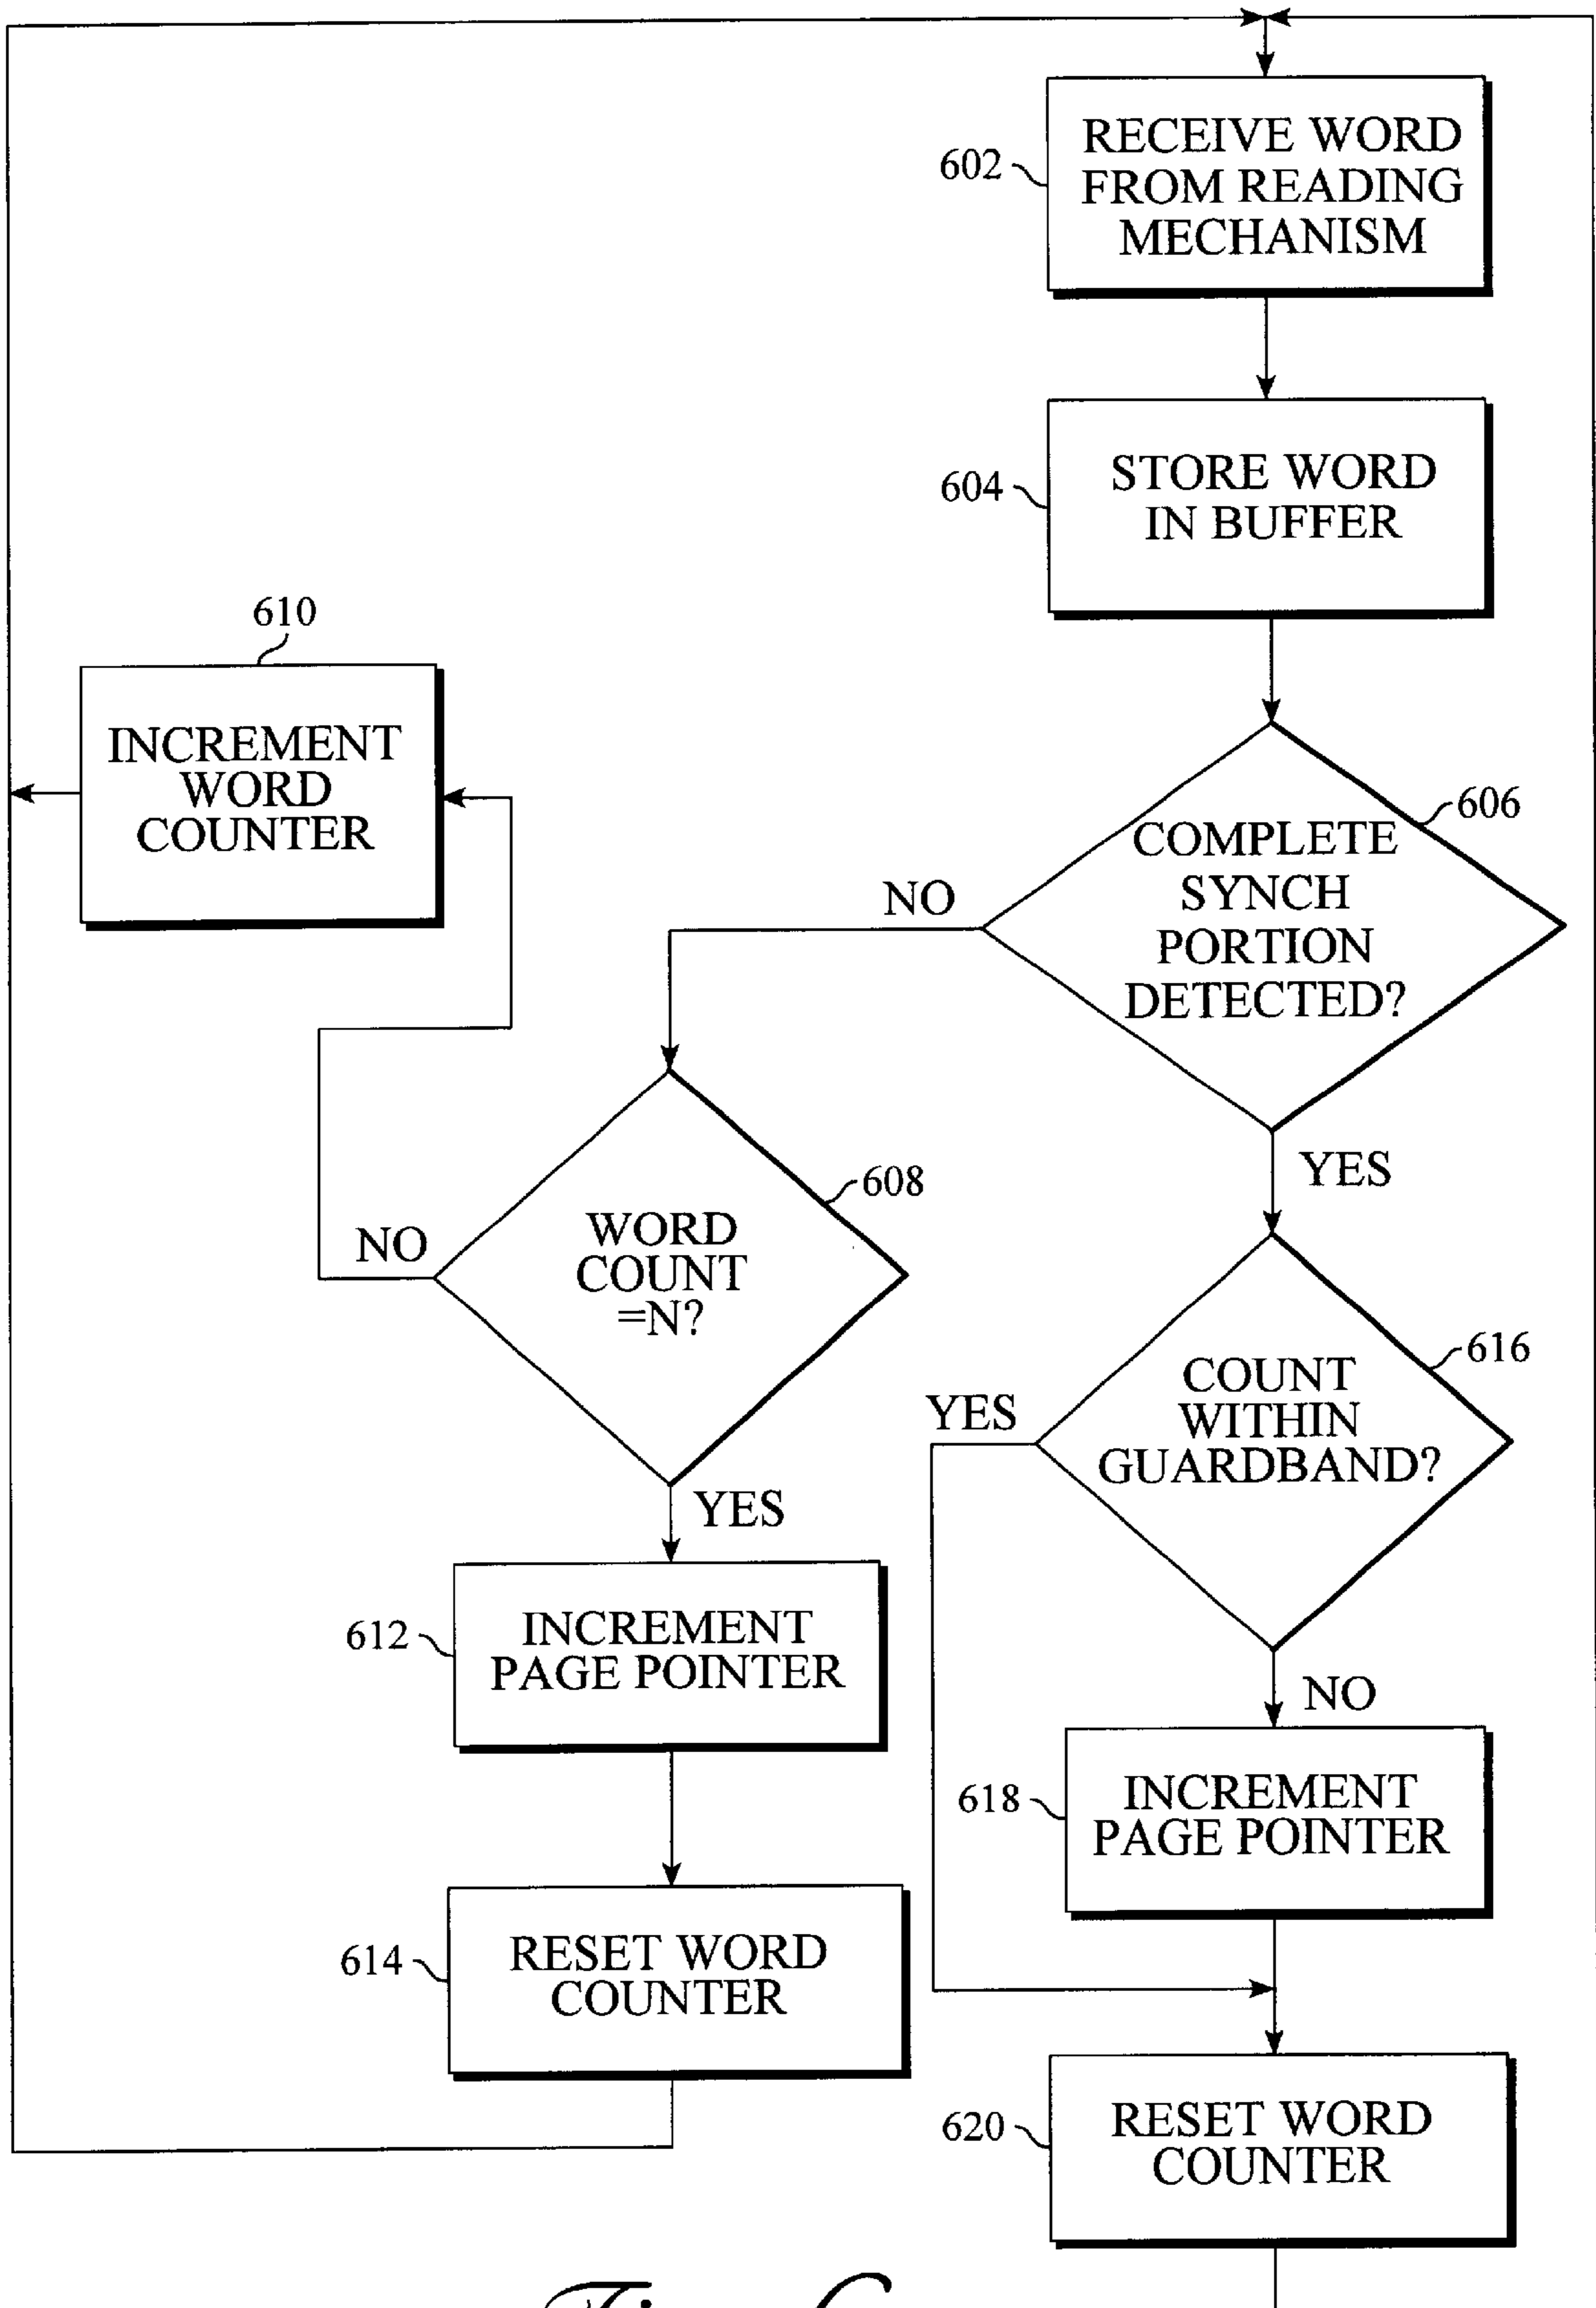 602
RECEIVE WORD
FROM READING
MECHANISM
604
STORE WORD
IN BUFFER
610
INCREMENT
WORD
COUNTER
606
COMPLETE
SYNCH
PORTION
DETECTED?
NO
YES
608
WORD
COUNT
=N?
NO
YES
616
COUNT
WITHIN
GUARDBAND?
YES
NO
612
INCREMENT
PAGE POINTER
618
INCREMENT
PAGE POINTER
614
RESET WORD
COUNTER
620
RESET WORD
COUNTER